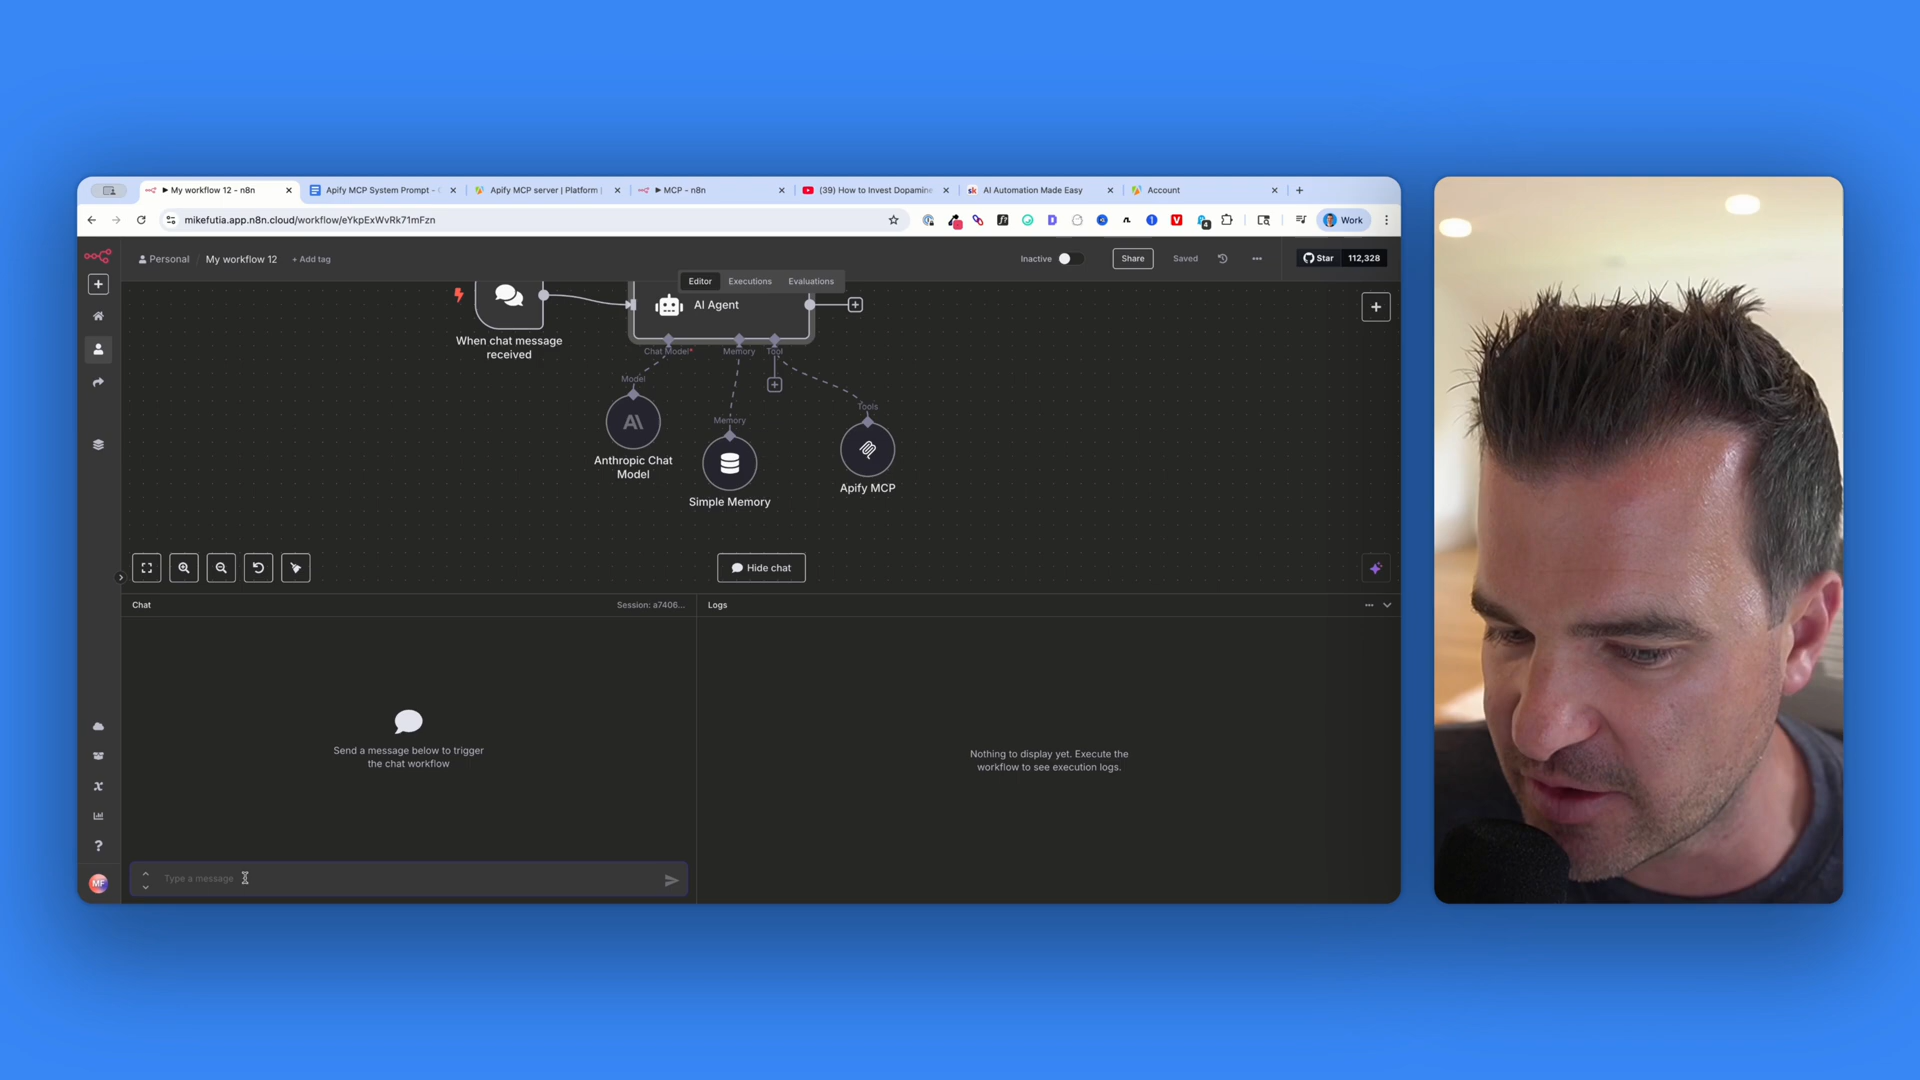 My workflow 12 - n8n
Apify MCP System Prompt -
Apify MCP server | Platform |
MCP - n8n
(39) How to Invest Dopamine
AI Automation Made Easy
Account
mikefutia.app.n8n.cloud/workflow/eYkpExWvRk71mFzn
Work
Personal
My workflow 12
+ Add tag
Inactive
Share
Saved
Star
112,328
Editor
Executions
Evaluations
When chat message
received
AI Agent
Chat Model*
Memory
Tool
Model
Memory
Tools
Anthropic Chat
Model
Simple Memory
Apify MCP
Hide chat
Chat
Session: a7406...
Logs
Send a message below to trigger
the chat workflow
Nothing to display yet. Execute the
workflow to see execution logs.
Type a message
MF